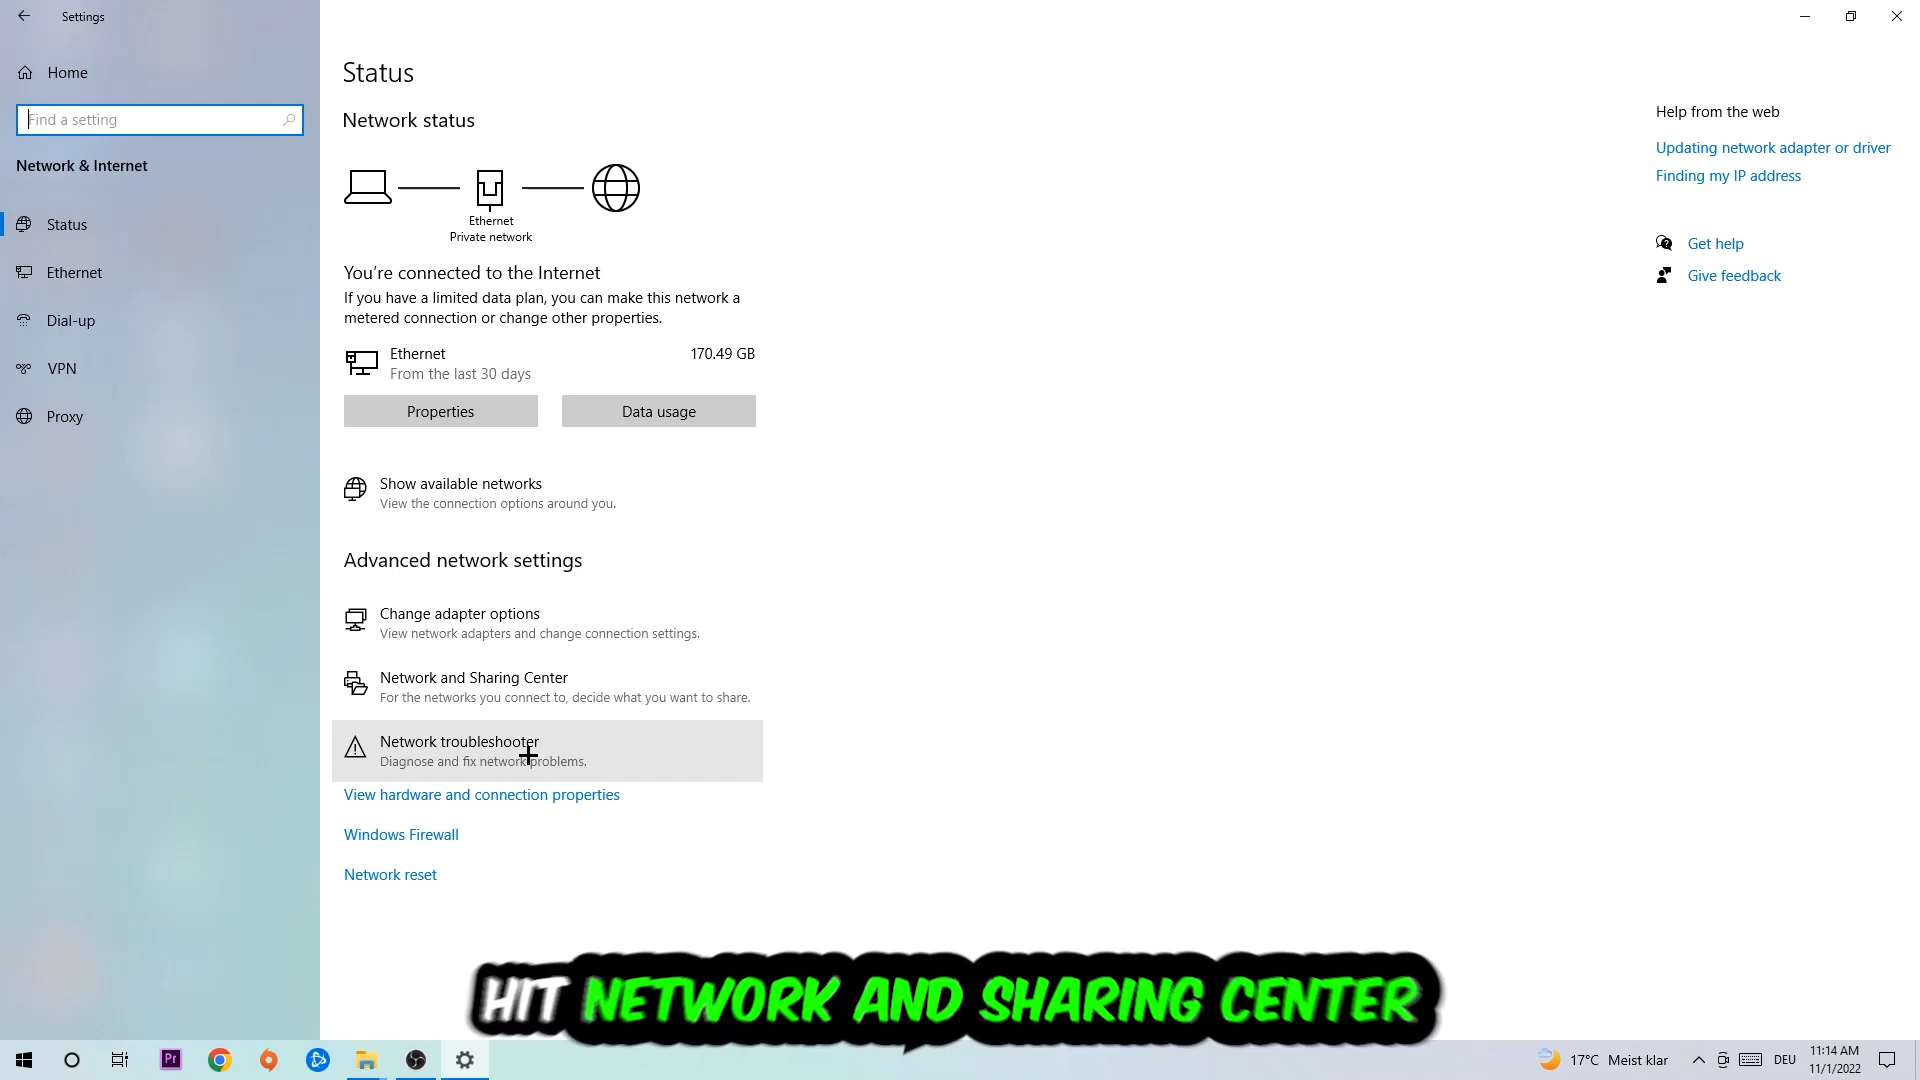 Settings
Home
Find a setting
Network & Internet
Status
Ethernet
Dial-up
VPN
Proxy
Status
Network status
Ethernet
Private network
You're connected to the Internet
If you have a limited data plan, you can make this network a
metered connection or change other properties.
Ethernet
170.49 GB
From the last 30 days
Properties
Data usage
Show available networks
View the connection options around you.
Advanced network settings
Change adapter options
View network adapters and change connection settings.
Network and Sharing Center
For the networks you connect to, decide what you want to share.
Network troubleshooter
Diagnose and fix network problems.
View hardware and connection properties
Windows Firewall
Network reset
Help from the web
Updating network adapter or driver
Finding my IP address
Get help
Give feedback
HIT NETWORK AND SHARING CENTER
Pr
17°C Meist klar
DEU
11:14 AM
11/1/2022